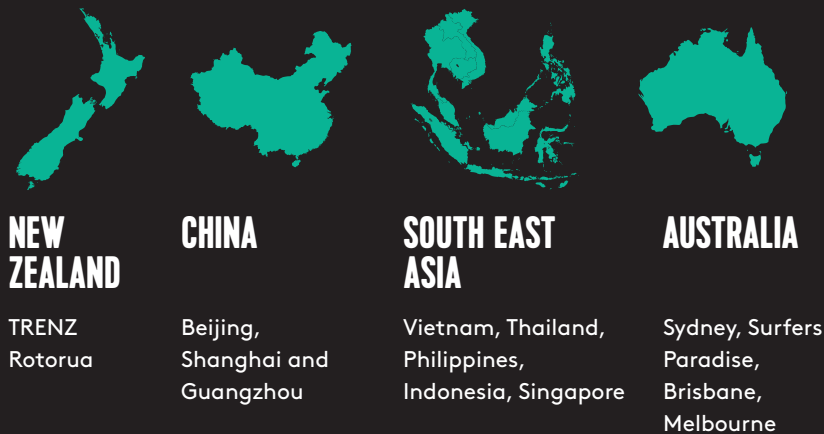 NEW
ZEALAND
TRENZ
Rotorua
CHINA
Beijing,
Shanghai and
Guangzhou
SOUTH EAST
ASIA
Vietnam, Thailand,
Philippines,
Indonesia, Singapore
AUSTRALIA
Sydney, Surfers
Paradise,
Brisbane,
Melbourne